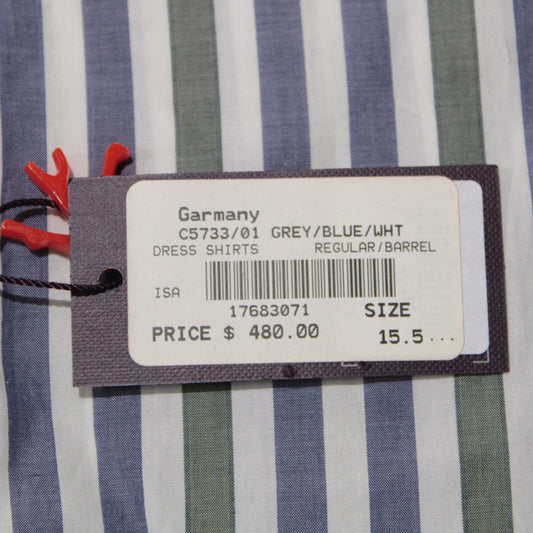 Garmany
C5733/01 GREY/BLUE/WHT
DRESS SHIRTS REGULAR/BARREL
ISA
17683071 SIZE
PRICE $ 480.00 15.5...